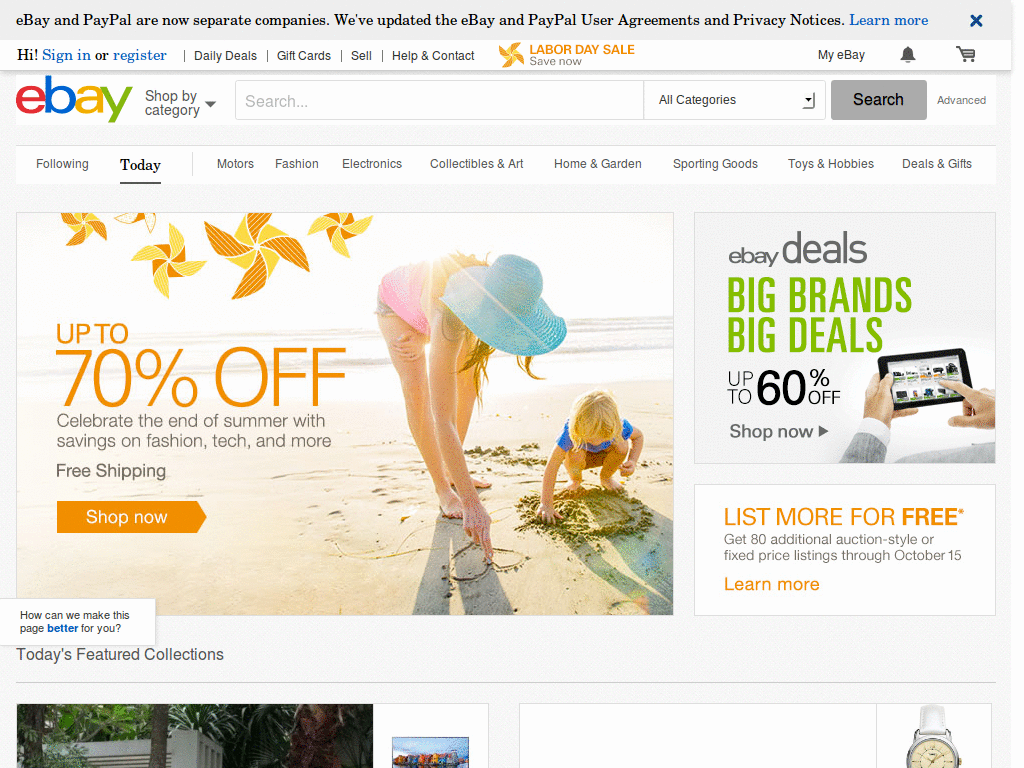 eBay and PayPal are now separate companies. We've updated the eBay and PayPal User Agreements and Privacy Notices. Learn more
Hi! Sign in or register | Daily Deals | Gift Cards | Sell | Help & Contact
LABOR DAY SALE
Save now
My eBay
ebay
Shop by
category
Search...
All Categories
Search
Advanced
Following
Today
Motors
Fashion
Electronics
Collectibles & Art
Home & Garden
Sporting Goods
Toys & Hobbies
Deals & Gifts
UP TO
70% OFF
Celebrate the end of summer with
savings on fashion, tech, and more
Free Shipping
Shop now
ebay deals
BIG BRANDS
BIG DEALS
UP TO 60% OFF
Shop now
LIST MORE FOR FREE*
Get 80 additional auction-style or
fixed price listings through October 15
Learn more
How can we make this
page better for you?
Today's Featured Collections